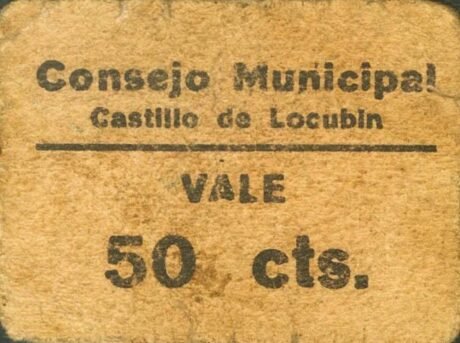 Consejo Municipal
Castillo de Locubin
VALE
50 cts.